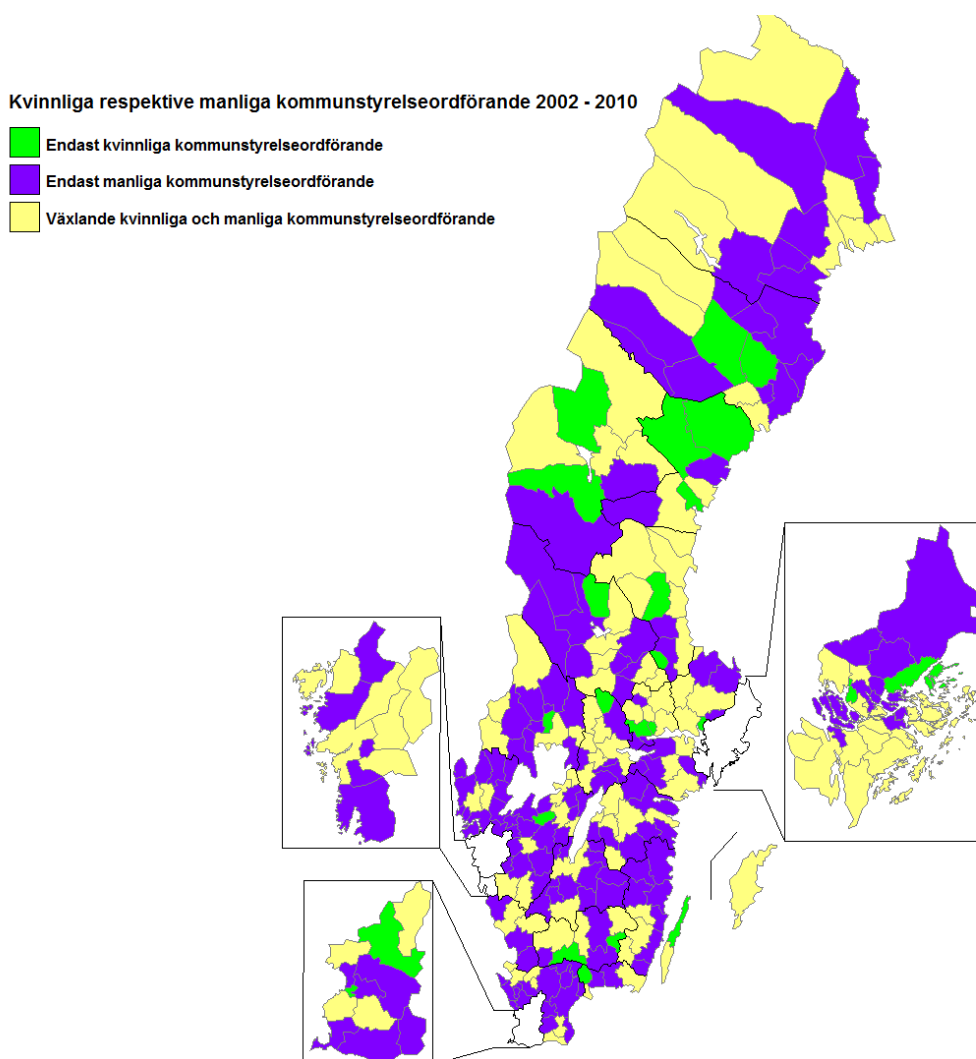 Kvinnliga respektive manliga kommunstyrelseordförande 2002 - 2010
Endast kvinnliga kommunstyrelseordförande
Endast manliga kommunstyrelseordförande
Växlande kvinnliga och manliga kommunstyrelseordförande